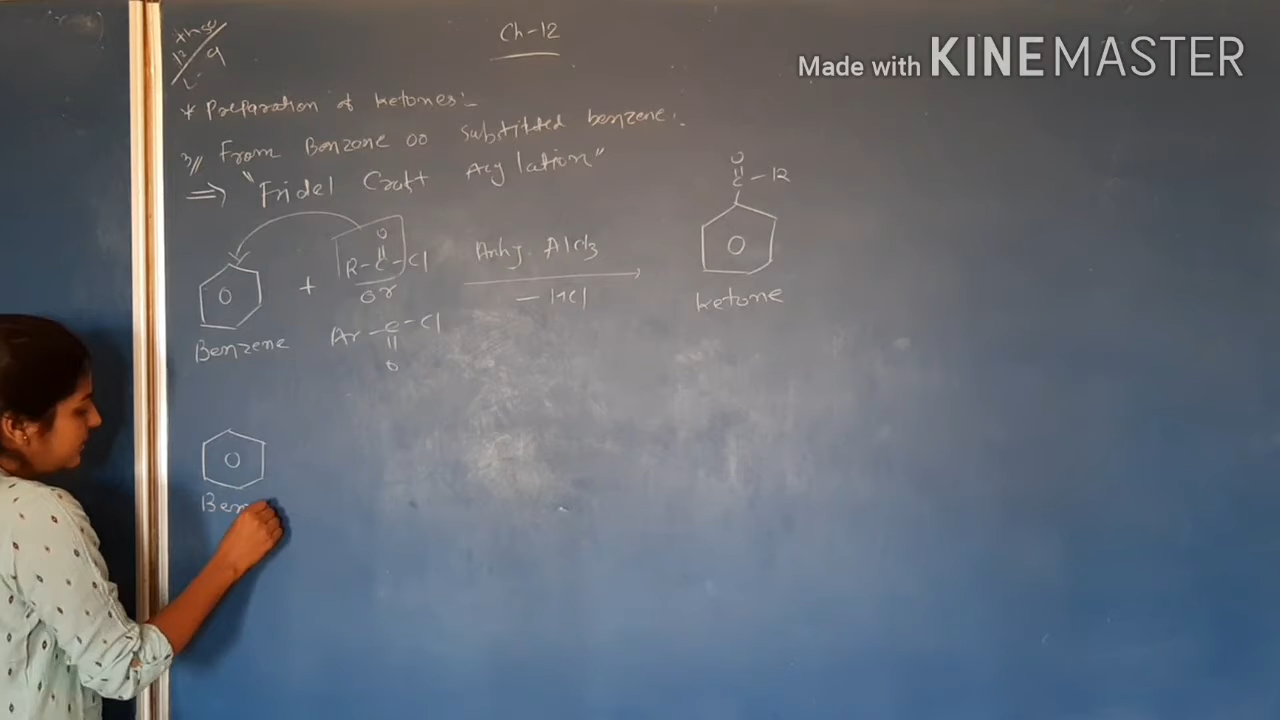 Made with KINEMASTER
Ch-12
* Preparation of ketones:-
3// From Benzene or substituted benzene:-
⇒ "Fridel Craft Acylation"
O
C - R
O
R-C-Cl
Anhy. AlCl3
- HCl
+
or
Ar-C-Cl
O
Benzene
ketone
Ben